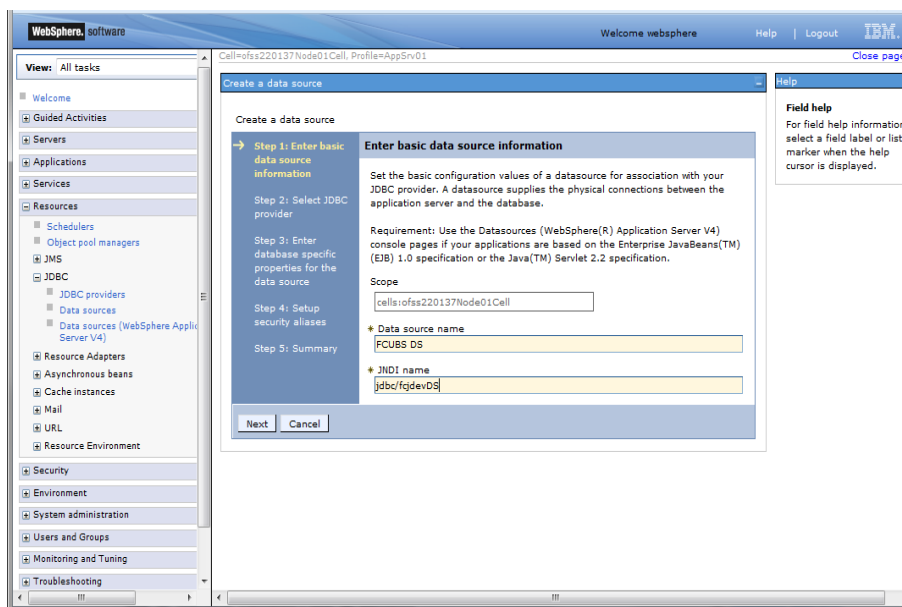 WebSphere. software
Welcome websphere
Help | Logout
IBM.
View: All tasks
Welcome
Guided Activities
Servers
Applications
Services
Resources
Schedulers
Object pool managers
JMS
JDBC
JDBC providers
Data sources
Data sources (WebSphere Applic
Server V4)
Resource Adapters
Asynchronous beans
Cache instances
Mail
URL
Resource Environment
Security
Environment
System administration
Users and Groups
Monitoring and Tuning
Troubleshooting
Cell=ofss220137Node01Cell, Profile=AppSrv01
Close page
Create a data source
Create a data source
Step 1: Enter basic
data source
information
Step 2: Select JDBC
provider
Step 3: Enter
database specific
properties for the
data source
Step 4: Setup
security aliases
Step 5: Summary
Enter basic data source information
Set the basic configuration values of a datasource for association with your
JDBC provider. A datasource supplies the physical connections between the
application server and the database.
Requirement: Use the Datasources (WebSphere(R) Application Server V4)
console pages if your applications are based on the Enterprise JavaBeans(TM)
(EJB) 1.0 specification or the Java(TM) Servlet 2.2 specification.
Scope
cells:ofss220137Node01Cell
* Data source name
FCUBS DS
* JNDI name
jdbc/fcjdevDS
Next Cancel
Help
Field help
For field help information
select a field label or list
marker when the help
cursor is displayed.